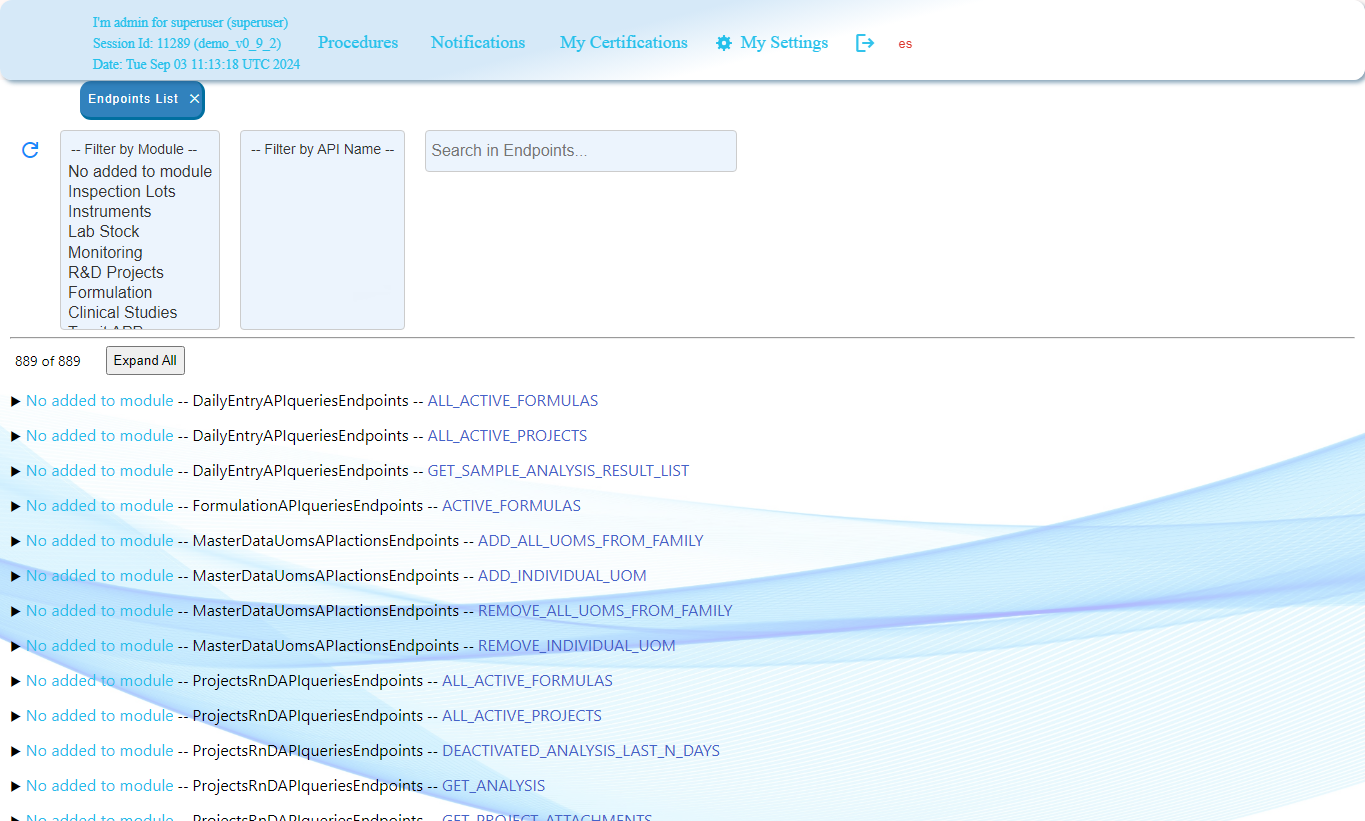 I'm admin for superuser (superuser)
Session Id: 11289 (demo_v0_9_2)
Date: Tue Sep 03 11:13:18 UTC 2024
Procedures
Notifications
My Certifications
My Settings
es
Endpoints List ✕
-- Filter by Module --
No added to module
Inspection Lots
Instruments
Lab Stock
Monitoring
R&D Projects
Formulation
Clinical Studies
-- Filter by API Name --
Search in Endpoints...
889 of 889
Expand All
▶ No added to module -- DailyEntryAPIqueriesEndpoints -- ALL_ACTIVE_FORMULAS
▶ No added to module -- DailyEntryAPIqueriesEndpoints -- ALL_ACTIVE_PROJECTS
▶ No added to module -- DailyEntryAPIqueriesEndpoints -- GET_SAMPLE_ANALYSIS_RESULT_LIST
▶ No added to module -- FormulationAPIqueriesEndpoints -- ACTIVE_FORMULAS
▶ No added to module -- MasterDataUomsAPIactionsEndpoints -- ADD_ALL_UOMS_FROM_FAMILY
▶ No added to module -- MasterDataUomsAPIactionsEndpoints -- ADD_INDIVIDUAL_UOM
▶ No added to module -- MasterDataUomsAPIactionsEndpoints -- REMOVE_ALL_UOMS_FROM_FAMILY
▶ No added to module -- MasterDataUomsAPIactionsEndpoints -- REMOVE_INDIVIDUAL_UOM
▶ No added to module -- ProjectsRnDAPIqueriesEndpoints -- ALL_ACTIVE_FORMULAS
▶ No added to module -- ProjectsRnDAPIqueriesEndpoints -- ALL_ACTIVE_PROJECTS
▶ No added to module -- ProjectsRnDAPIqueriesEndpoints -- DEACTIVATED_ANALYSIS_LAST_N_DAYS
▶ No added to module -- ProjectsRnDAPIqueriesEndpoints -- GET_ANALYSIS
▶ No added to module -- ProjectsRnDAPIqueriesEndpoints -- GET_PROJECT_ATTACHMENTS